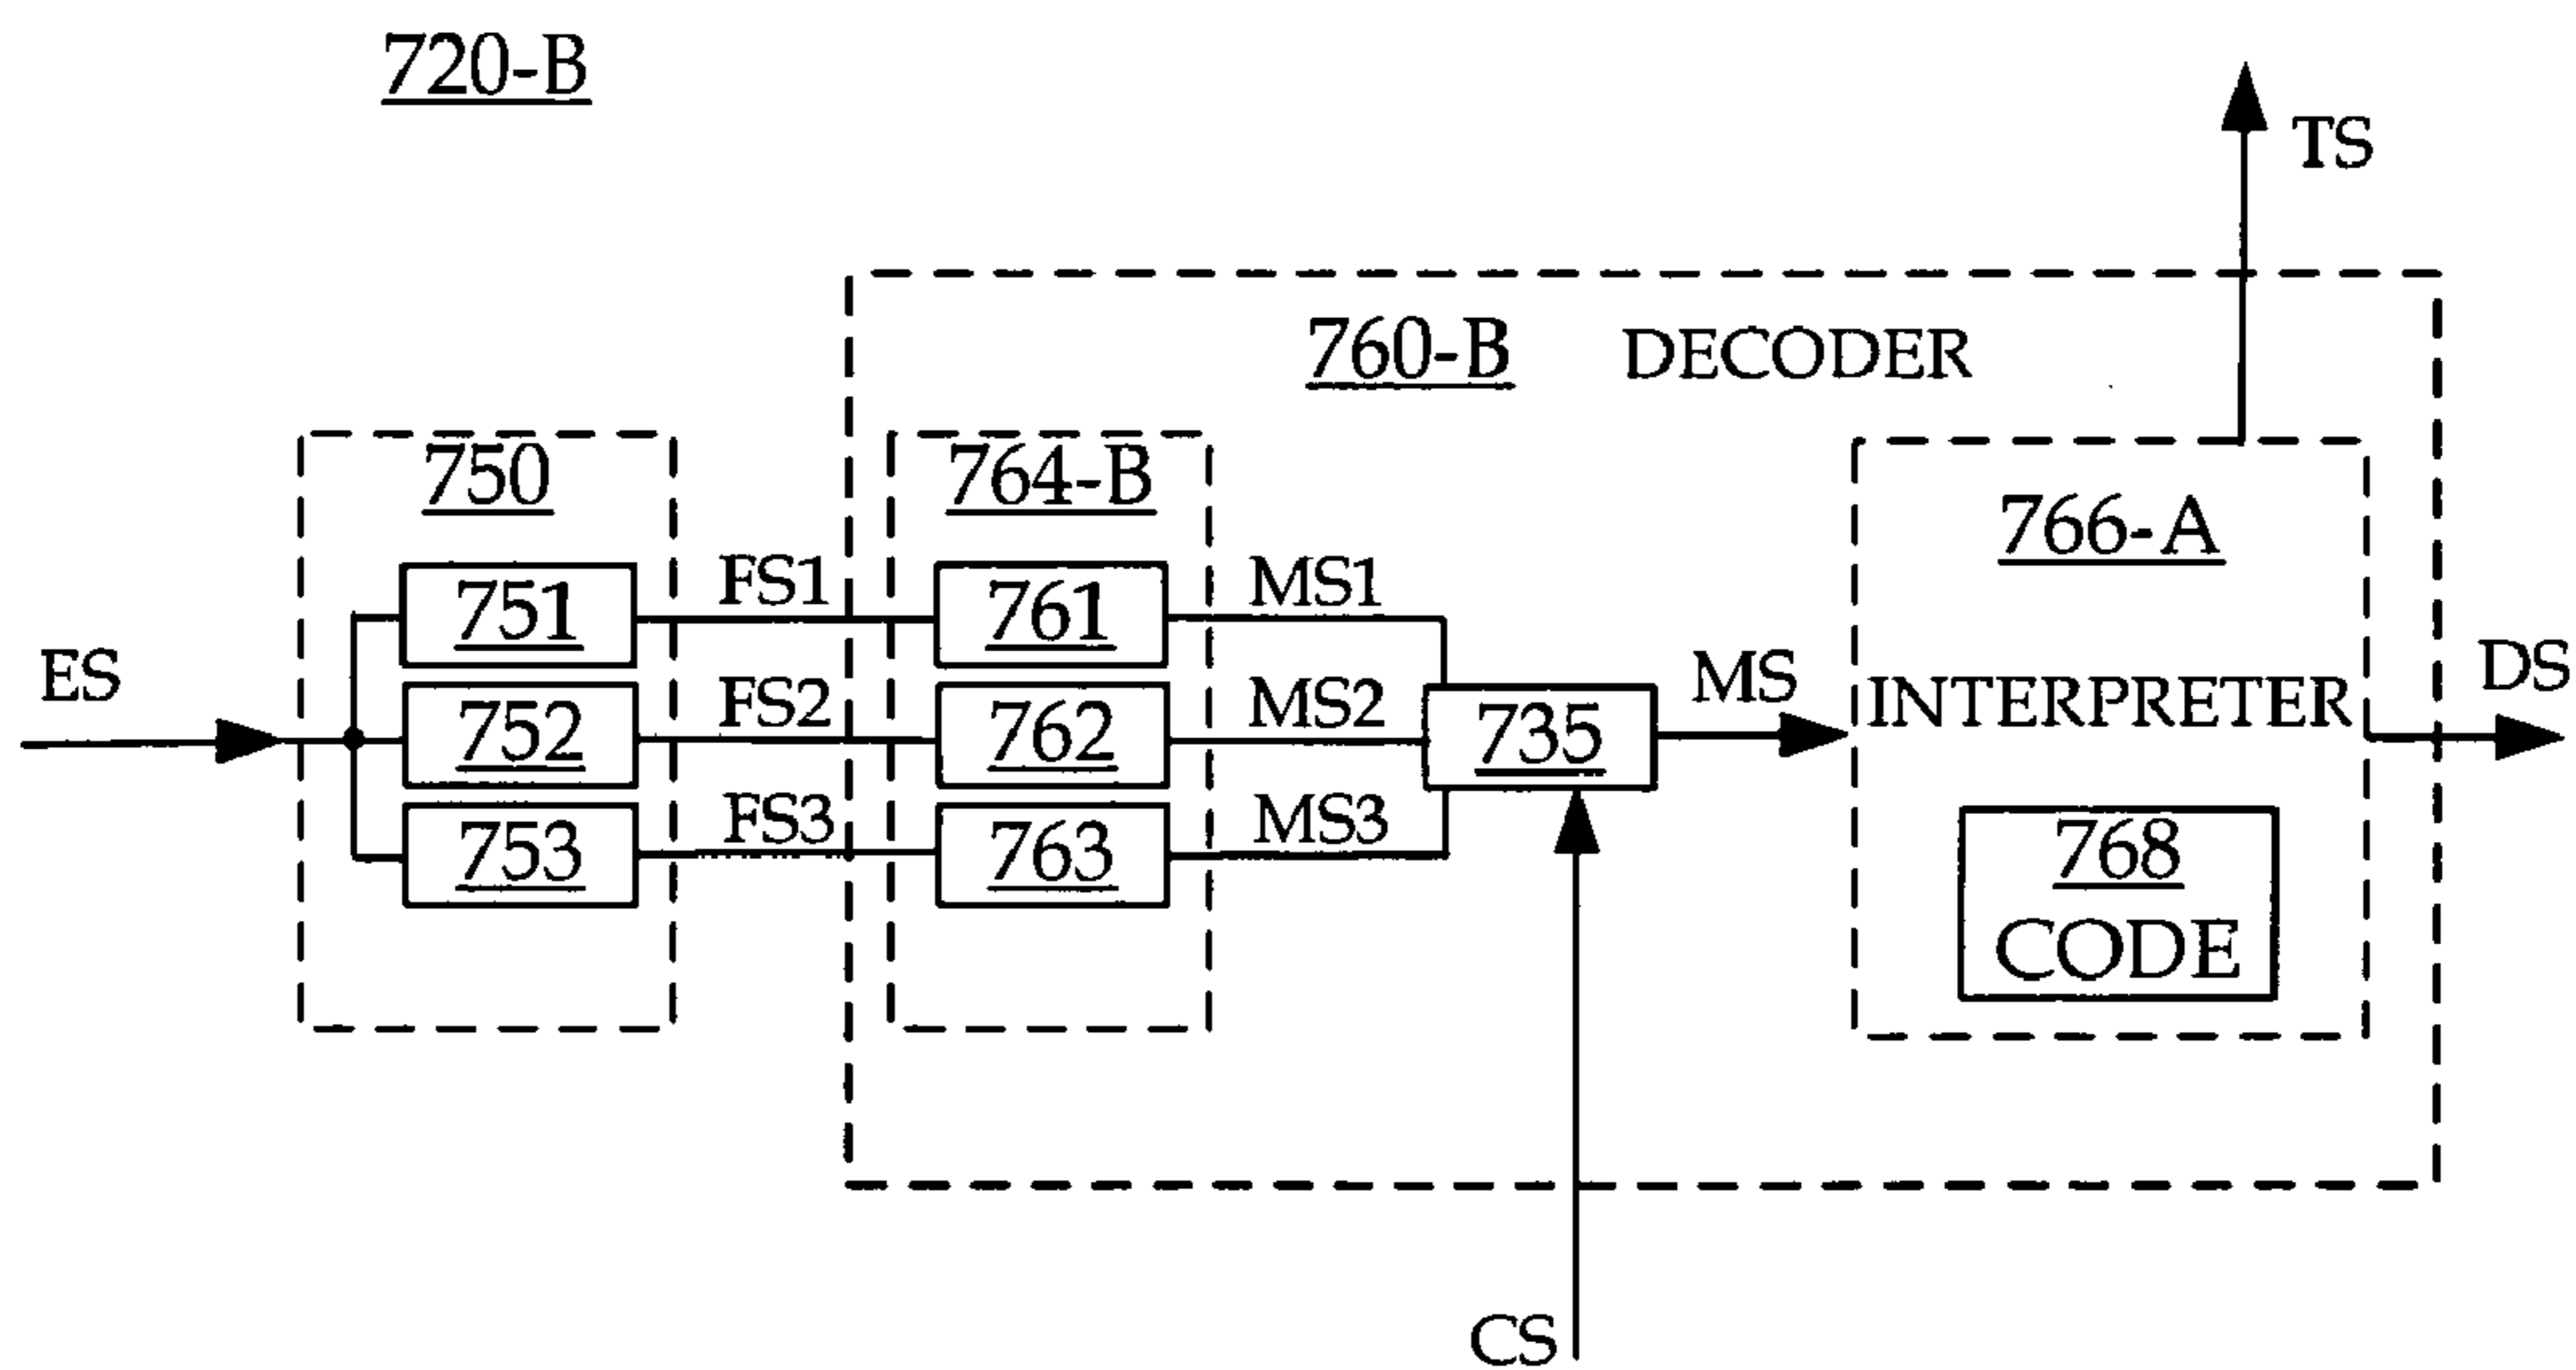 720-B
TS
760-B DECODER
750
764-B
766-A
751
FS1
761
MS1
ES
752
FS2
762
MS2
735
MS
INTERPRETER
DS
753
FS3
763
MS3
768
CODE
CS